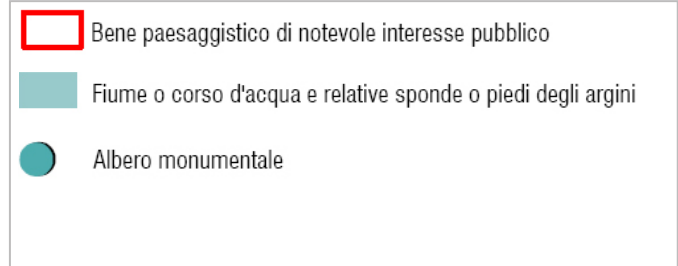 Bene paesaggistico di notevole interesse pubblico
Fiume o corso d'acqua e relative sponde o piedi degli argini
Albero monumentale